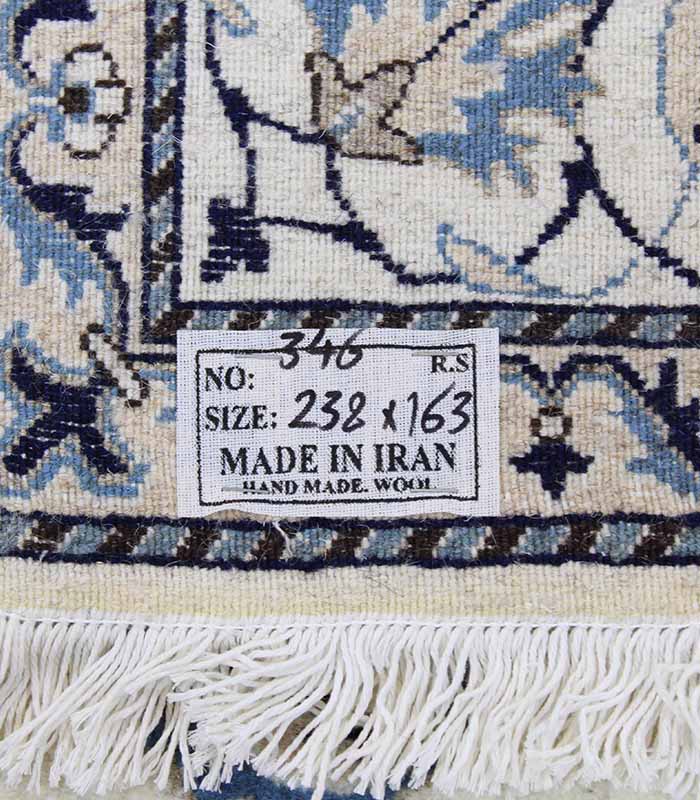 346 R.S
NO:
SIZE: 238 x 163
MADE IN IRAN
HAND MADE. WOOL